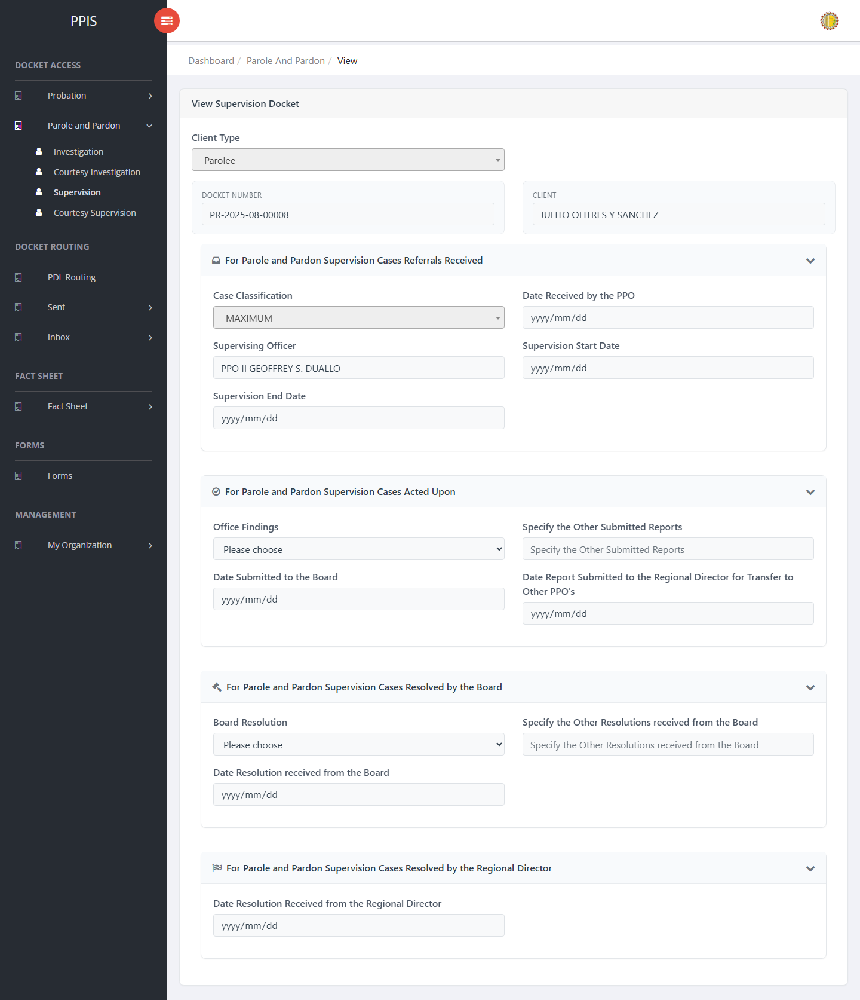 PPIS
DOCKET ACCESS
Probation
Parole and Pardon
Investigation
Courtesy Investigation
Supervision
Courtesy Supervision
DOCKET ROUTING
PDL Routing
Sent
Inbox
FACT SHEET
Fact Sheet
FORMS
Forms
MANAGEMENT
My Organization
Dashboard / Parole And Pardon / View
View Supervision Docket
Client Type
Parolee
DOCKET NUMBER
PR-2025-08-00008
CLIENT
JULITO OLITRES Y SANCHEZ
For Parole and Pardon Supervision Cases Referrals Received
Case Classification
MAXIMUM
Date Received by the PPO
yyyy/mm/dd
Supervising Officer
PPO II GEOFFREY S. DUALLO
Supervision Start Date
yyyy/mm/dd
Supervision End Date
yyyy/mm/dd
For Parole and Pardon Supervision Cases Acted Upon
Office Findings
Please choose
Specify the Other Submitted Reports
Specify the Other Submitted Reports
Date Submitted to the Board
yyyy/mm/dd
Date Report Submitted to the Regional Director for Transfer to
Other PPO's
yyyy/mm/dd
For Parole and Pardon Supervision Cases Resolved by the Board
Board Resolution
Please choose
Specify the Other Resolutions received from the Board
Specify the Other Resolutions received from the Board
Date Resolution received from the Board
yyyy/mm/dd
For Parole and Pardon Supervision Cases Resolved by the Regional Director
Date Resolution Received from the Regional Director
yyyy/mm/dd